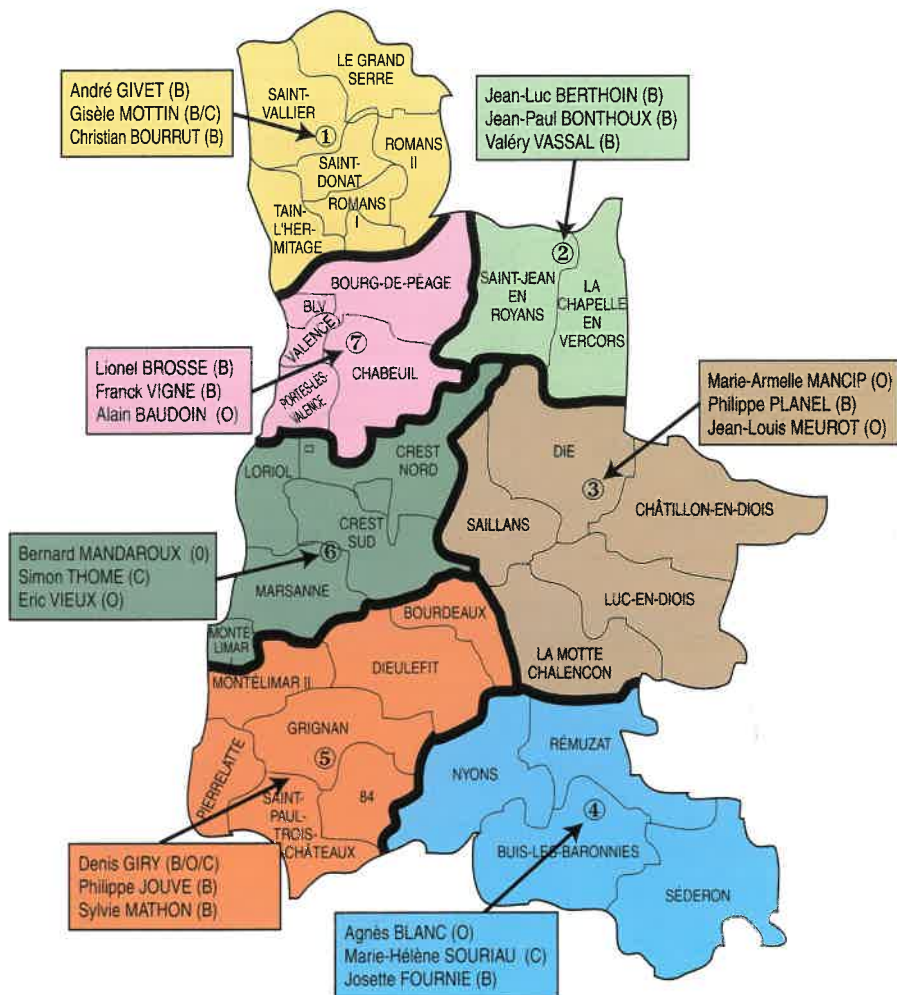 LE GRAND
SERRE
SAINT-
VALLIER
①
ROMANS
II
SAINT-
DONAT
ROMANS
I
TAIN-
L'HER-
MITAGE
André GIVET (B)
Gisèle MOTTIN (B/C)
Christian BOURRUT (B)
Jean-Luc BERTHOIN (B)
Jean-Paul BONTHOUX (B)
Valéry VASSAL (B)
②
SAINT-JEAN
EN
ROYANS
LA
CHAPELLE
EN
VERCORS
BOURG-DE-PÉAGE
BLV
VALENCE
⑦
CHABEUIL
PORTES-LÈS-
VALENCE
Lionel BROSSE (B)
Franck VIGNE (B)
Alain BAUDOIN (O)
Marie-Armelle MANCIP (O)
Philippe PLANEL (B)
Jean-Louis MEUROT (O)
DIE
③
CHÂTILLON-EN-DIOIS
SAILLANS
LUC-EN-DIOIS
LA MOTTE
CHALENCON
LORIOL
CREST
NORD
CREST
SUD
⑥
MARSANNE
MONTE
LIMAR
Bernard MANDAROUX (0)
Simon THOME (C)
Eric VIEUX (O)
BOURDEAUX
DIEULEFIT
MONTÉLIMAR II
GRIGNAN
⑤
PIERRELATTE
84
SAINT-
PAUL-
TROIS-
CHÂTEAUX
Denis GIRY (B/O/C)
Philippe JOUVE (B)
Sylvie MATHON (B)
NYONS
RÉMUZAT
④
BUIS-LES-BARONNIES
SÉDERON
Agnès BLANC (O)
Marie-Hélène SOURIAU (C)
Josette FOURNIE (B)